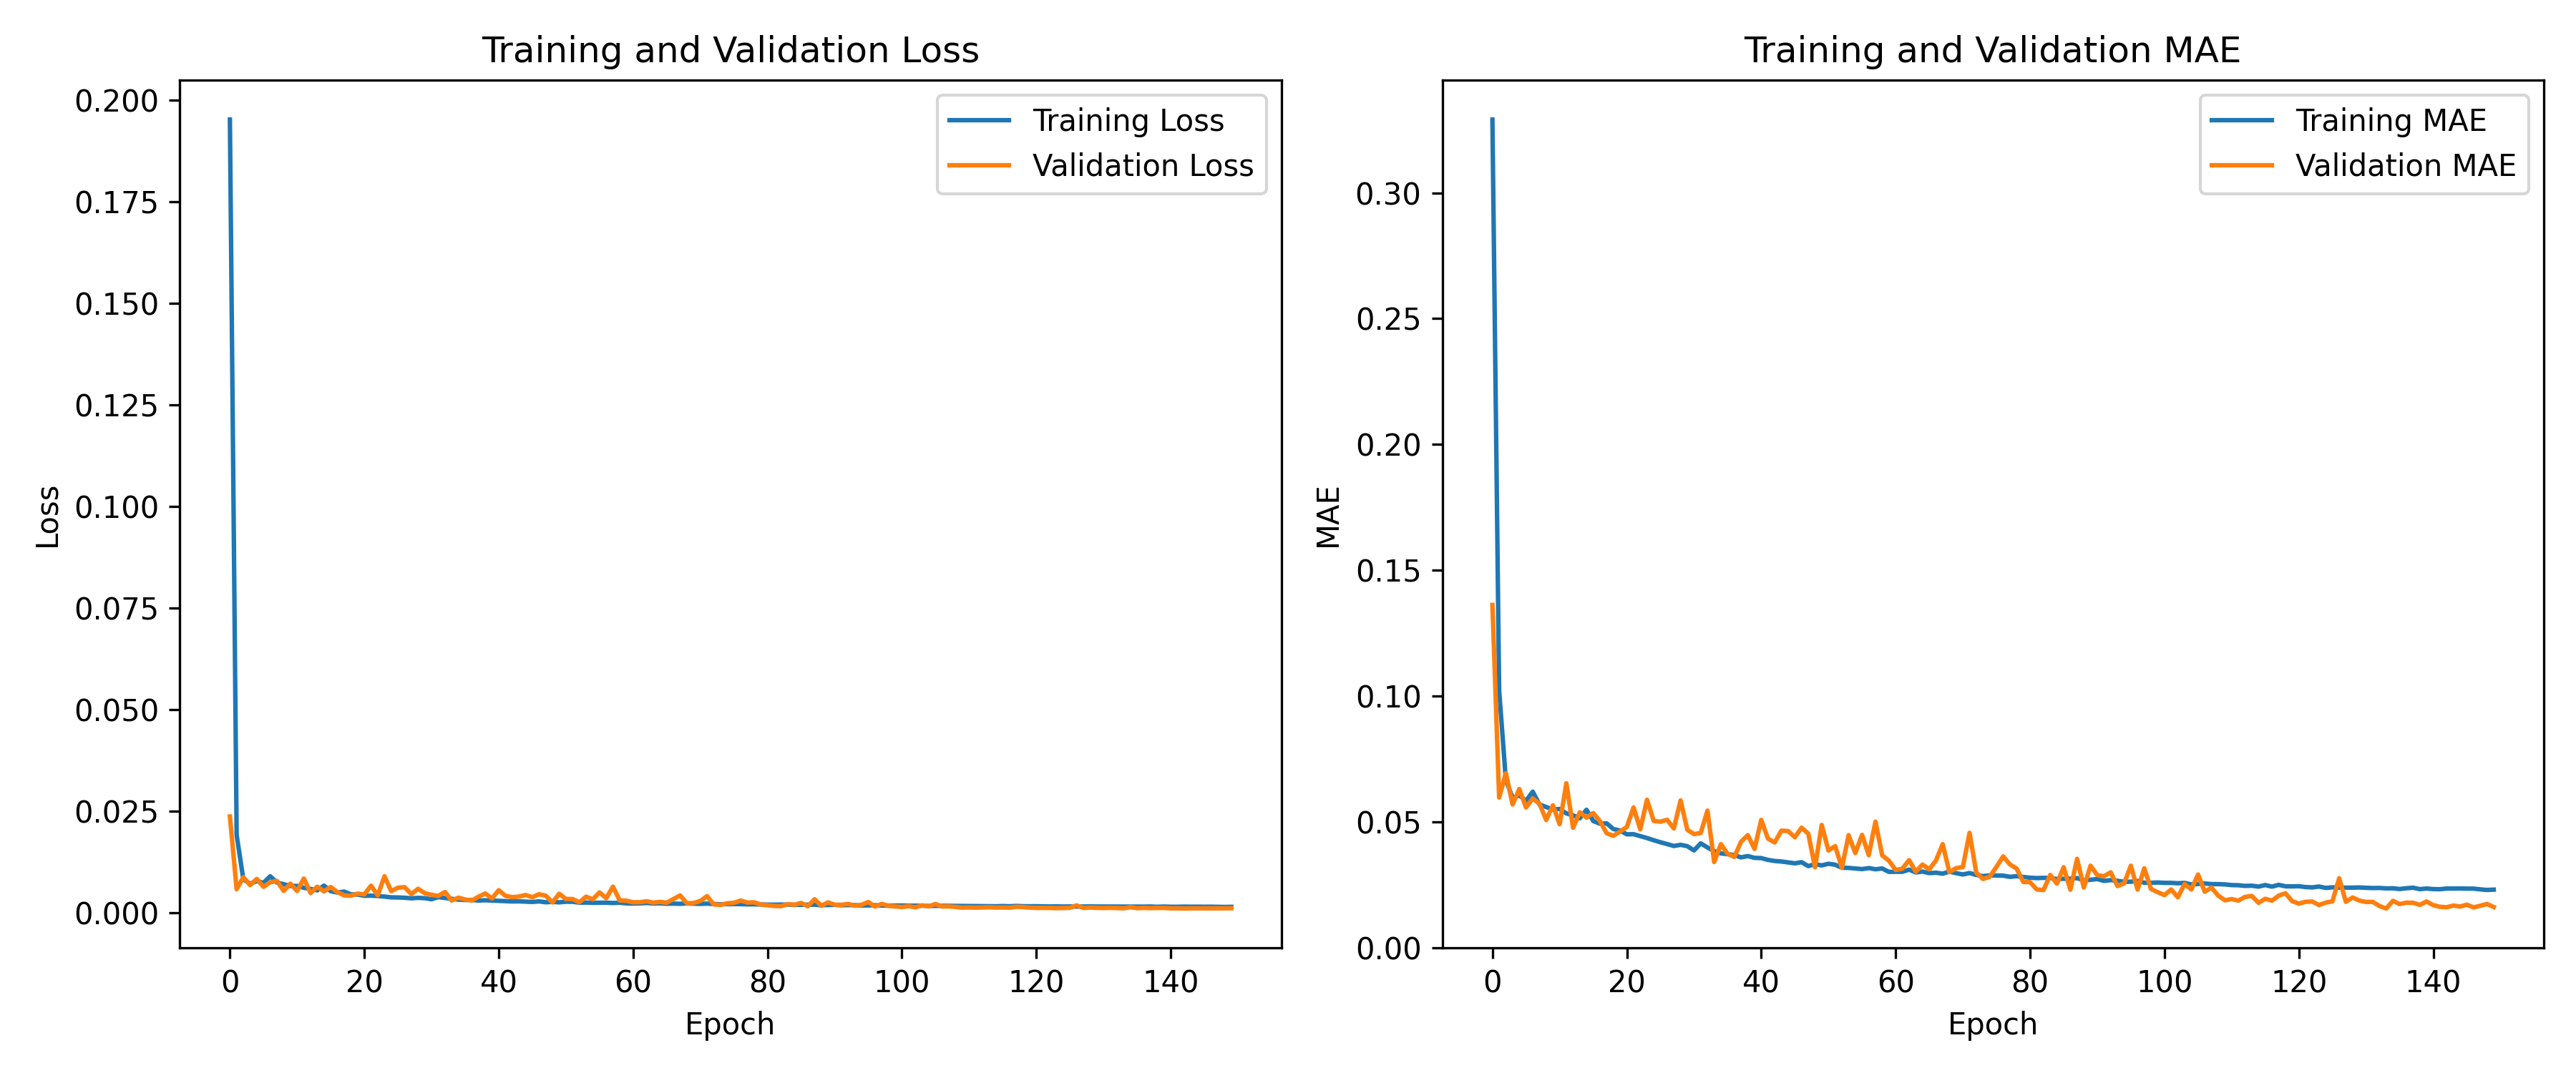 Training and Validation Loss
0.200
0.175
0.150
0.125
0.100
0.075
0.050
0.025
0.000
Loss
Training Loss
Validation Loss
0 20 40 60 80 100 120 140
Epoch
Training and Validation MAE
0.30
0.25
0.20
0.15
0.10
0.05
0.00
MAE
Training MAE
Validation MAE
0 20 40 60 80 100 120 140
Epoch